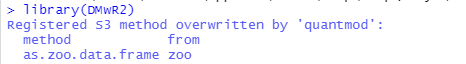 > library(DMwR2)
Registered S3 method overwritten by 'quantmod':
  method            from
  as.zoo.data.frame zoo